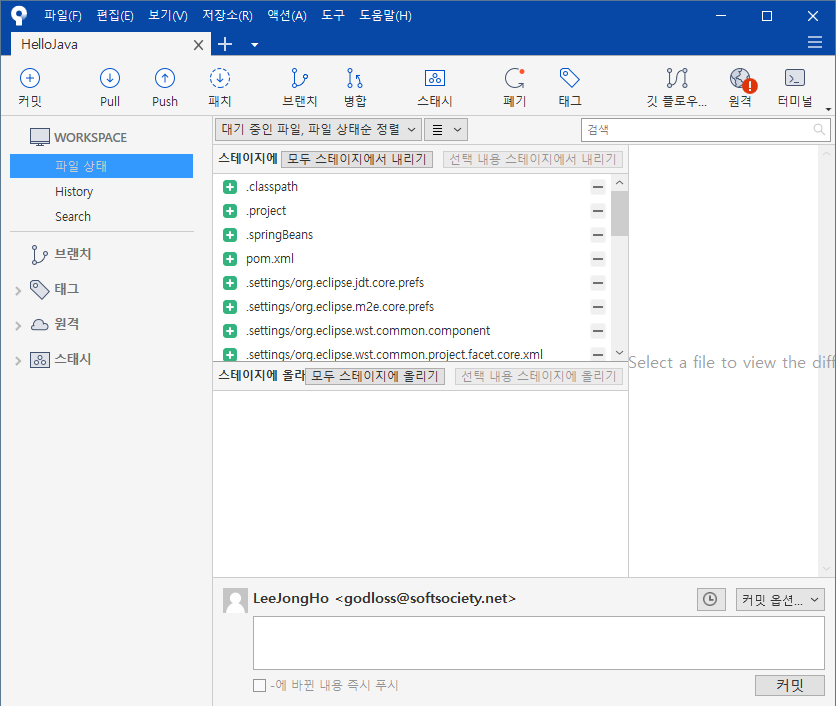 파일(F) 편집(E) 보기(V) 저장소(R) 액션(A) 도구 도움말(H)
HelloJava
커밋 Pull Push 패치 브랜치 병합 스태시 폐기 태그 깃 플로우... 원격 터미널
WORKSPACE
파일 상태
History
Search
브랜치
태그
원격
스태시
대기 중인 파일, 파일 상태순 정렬
검색
스테이지에 모두 스테이지에서 내리기 선택 내용 스테이지에서 내리기
.classpath
.project
.springBeans
pom.xml
.settings/org.eclipse.jdt.core.prefs
.settings/org.eclipse.m2e.core.prefs
.settings/org.eclipse.wst.common.component
.settings/org.eclipse.wst.common.project.facet.core.xml
스테이지에 올라 모두 스테이지에 올리기 선택 내용 스테이지에 올리기
Select a file to view the diff
LeeJongHo <godloss@softsociety.net>
커밋 옵션...
-에 바뀐 내용 즉시 푸시
커밋